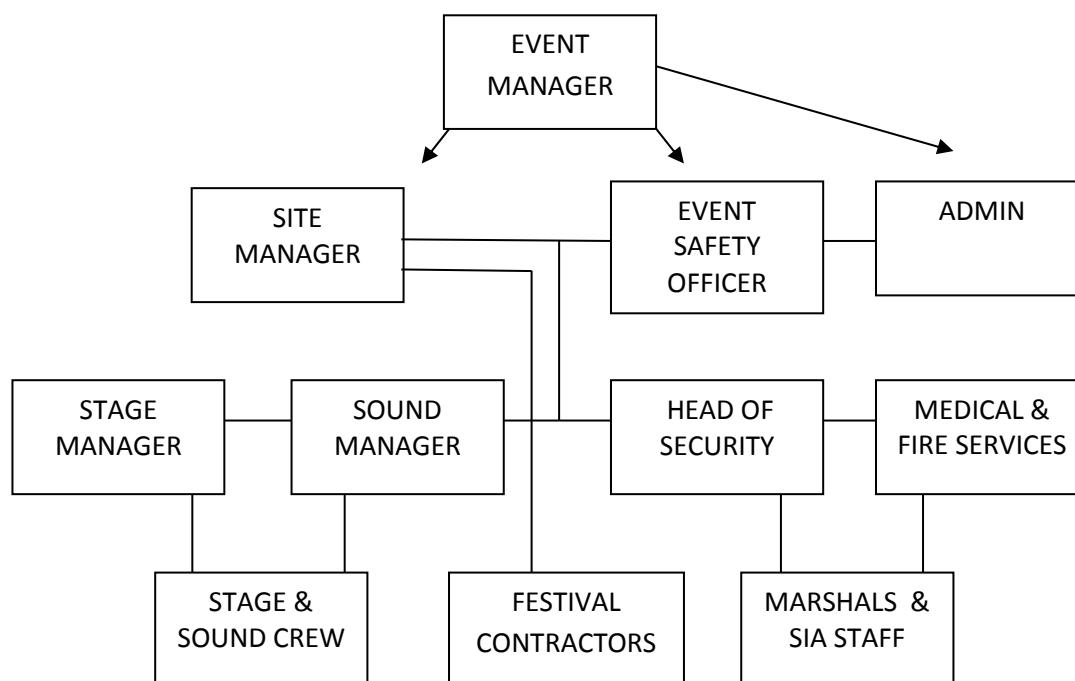 EVENT
MANAGER
SITE
MANAGER
EVENT
SAFETY
OFFICER
ADMIN
STAGE
MANAGER
SOUND
MANAGER
HEAD OF
SECURITY
MEDICAL &
FIRE SERVICES
STAGE &
SOUND CREW
FESTIVAL
CONTRACTORS
MARSHALS &
SIA STAFF